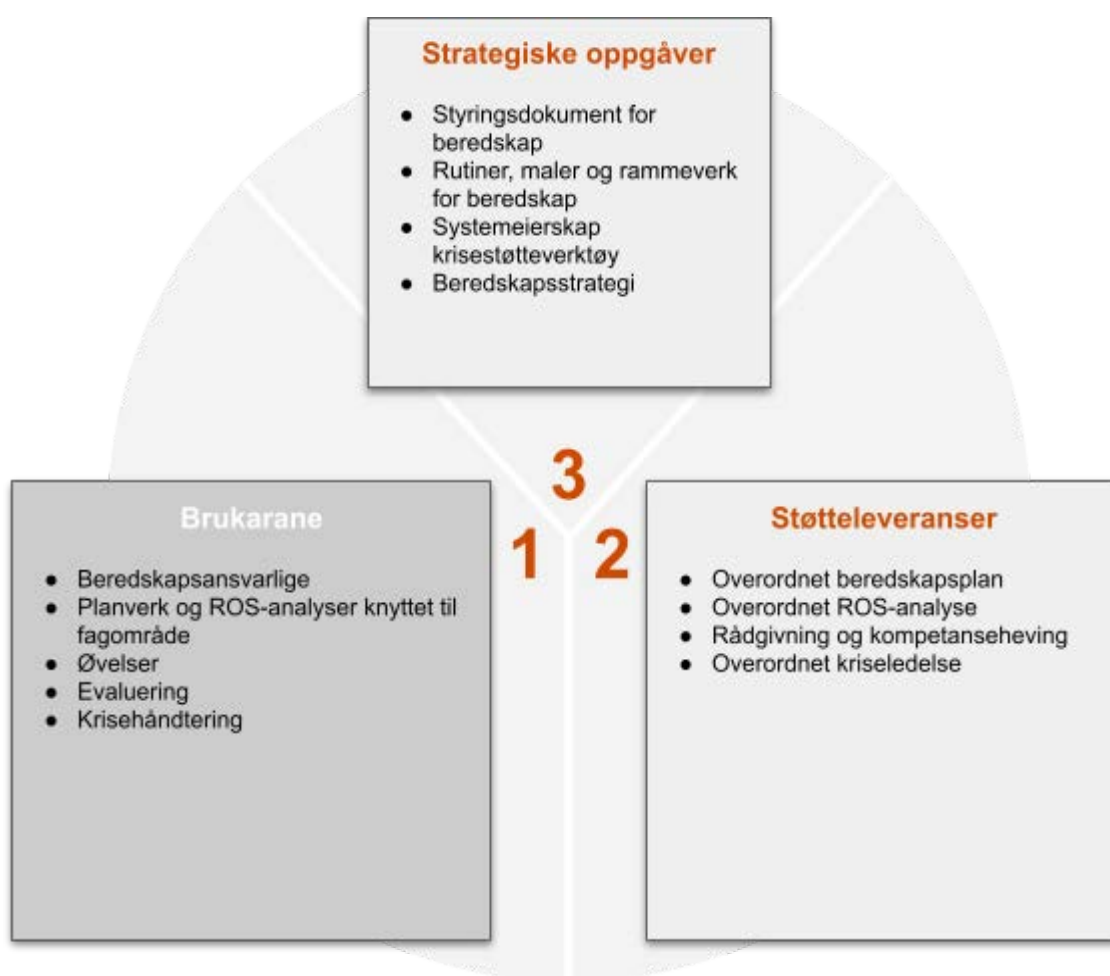 Strategiske oppgåver
● Styringsdokument for
beredskap
● Rutiner, maler og rammeverk
for beredskap
● Systemeierskap
krisestøtteverktøy
● Beredskapsstrategi
3
1
2
Brukarane
● Beredskapsansvarlige
● Planverk og ROS-analyser knyttet til
fagområde
● Øvelser
● Evaluering
● Krisehåndtering
Støtteleveranser
● Overordnet beredskapsplan
● Overordnet ROS-analyse
● Rådgivning og kompetanseheving
● Overordnet kriseledelse